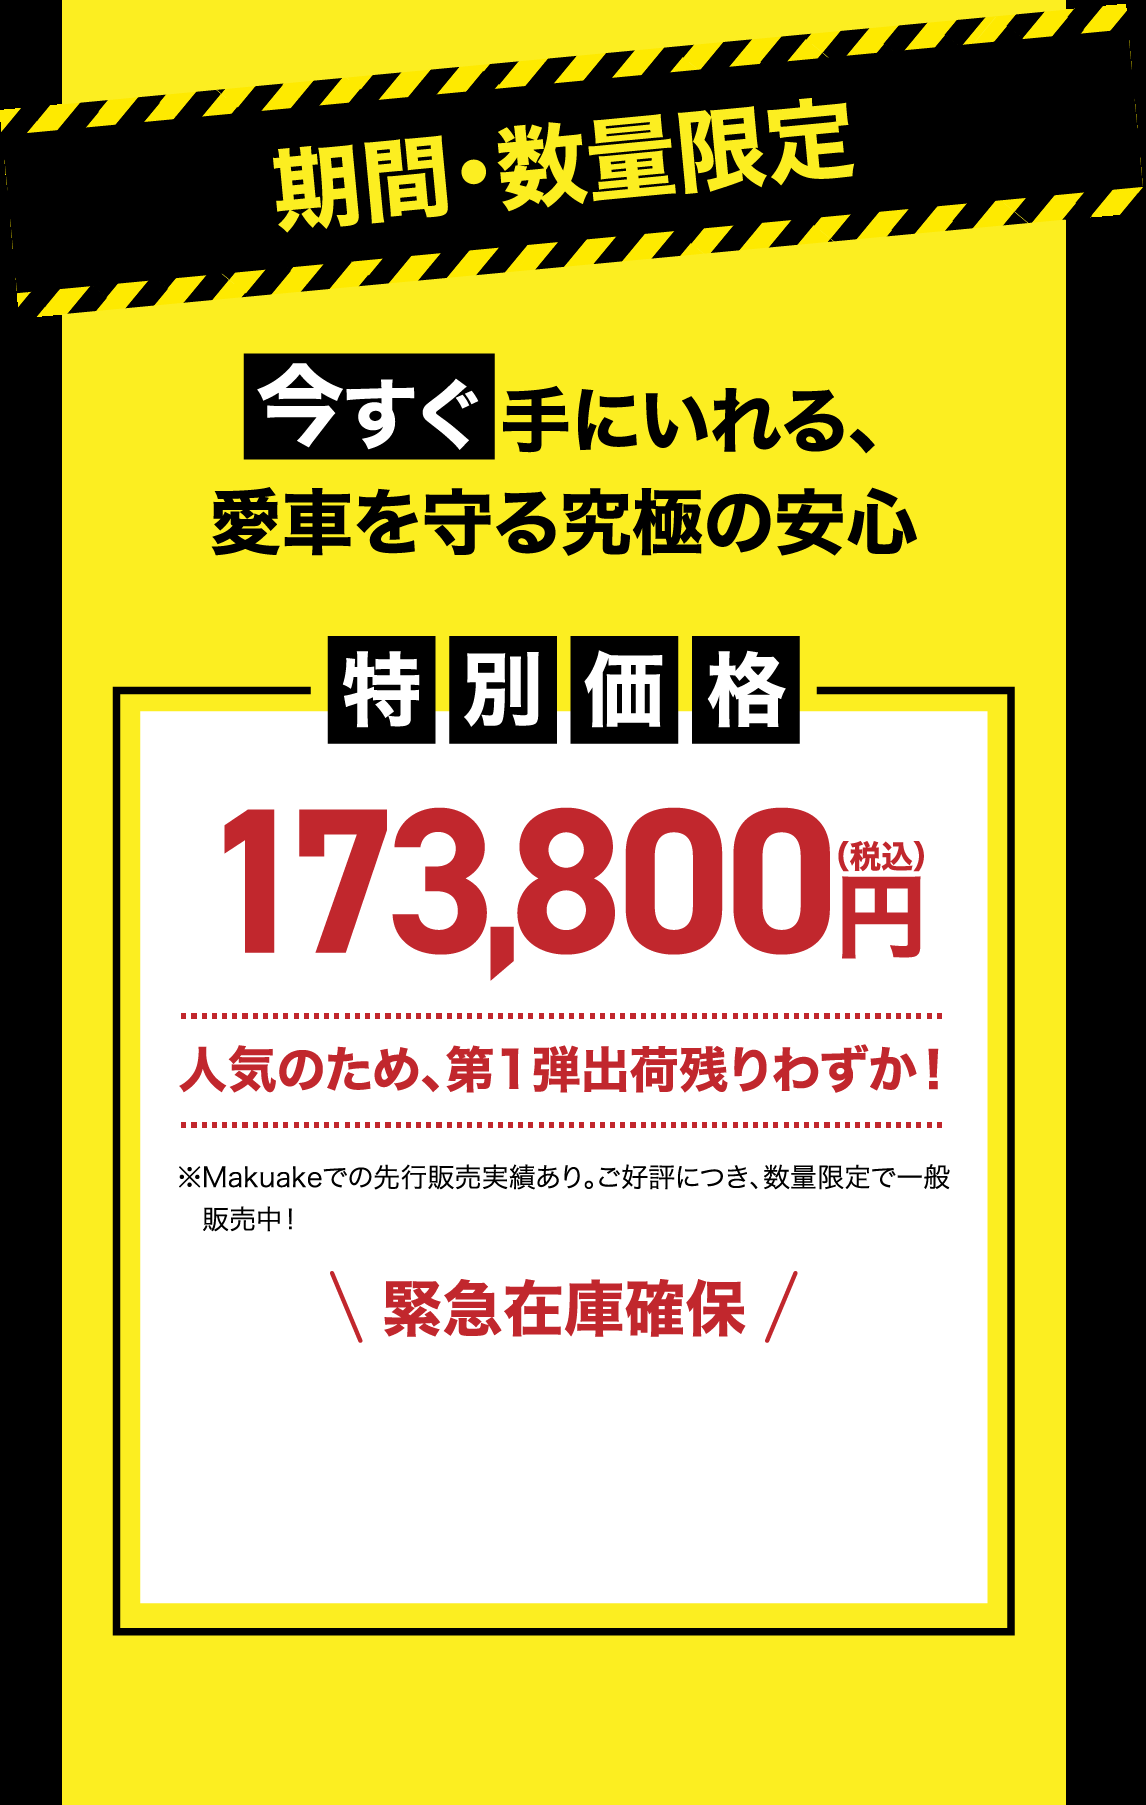 期間・数量限定
今すぐ手にいれる、
愛車を守る究極の安心
特別価格
173,800円(税込)
人気のため、第1弾出荷残りわずか！
※Makuakeでの先行販売実績あり。ご好評につき、数量限定で一般
販売中！
緊急在庫確保